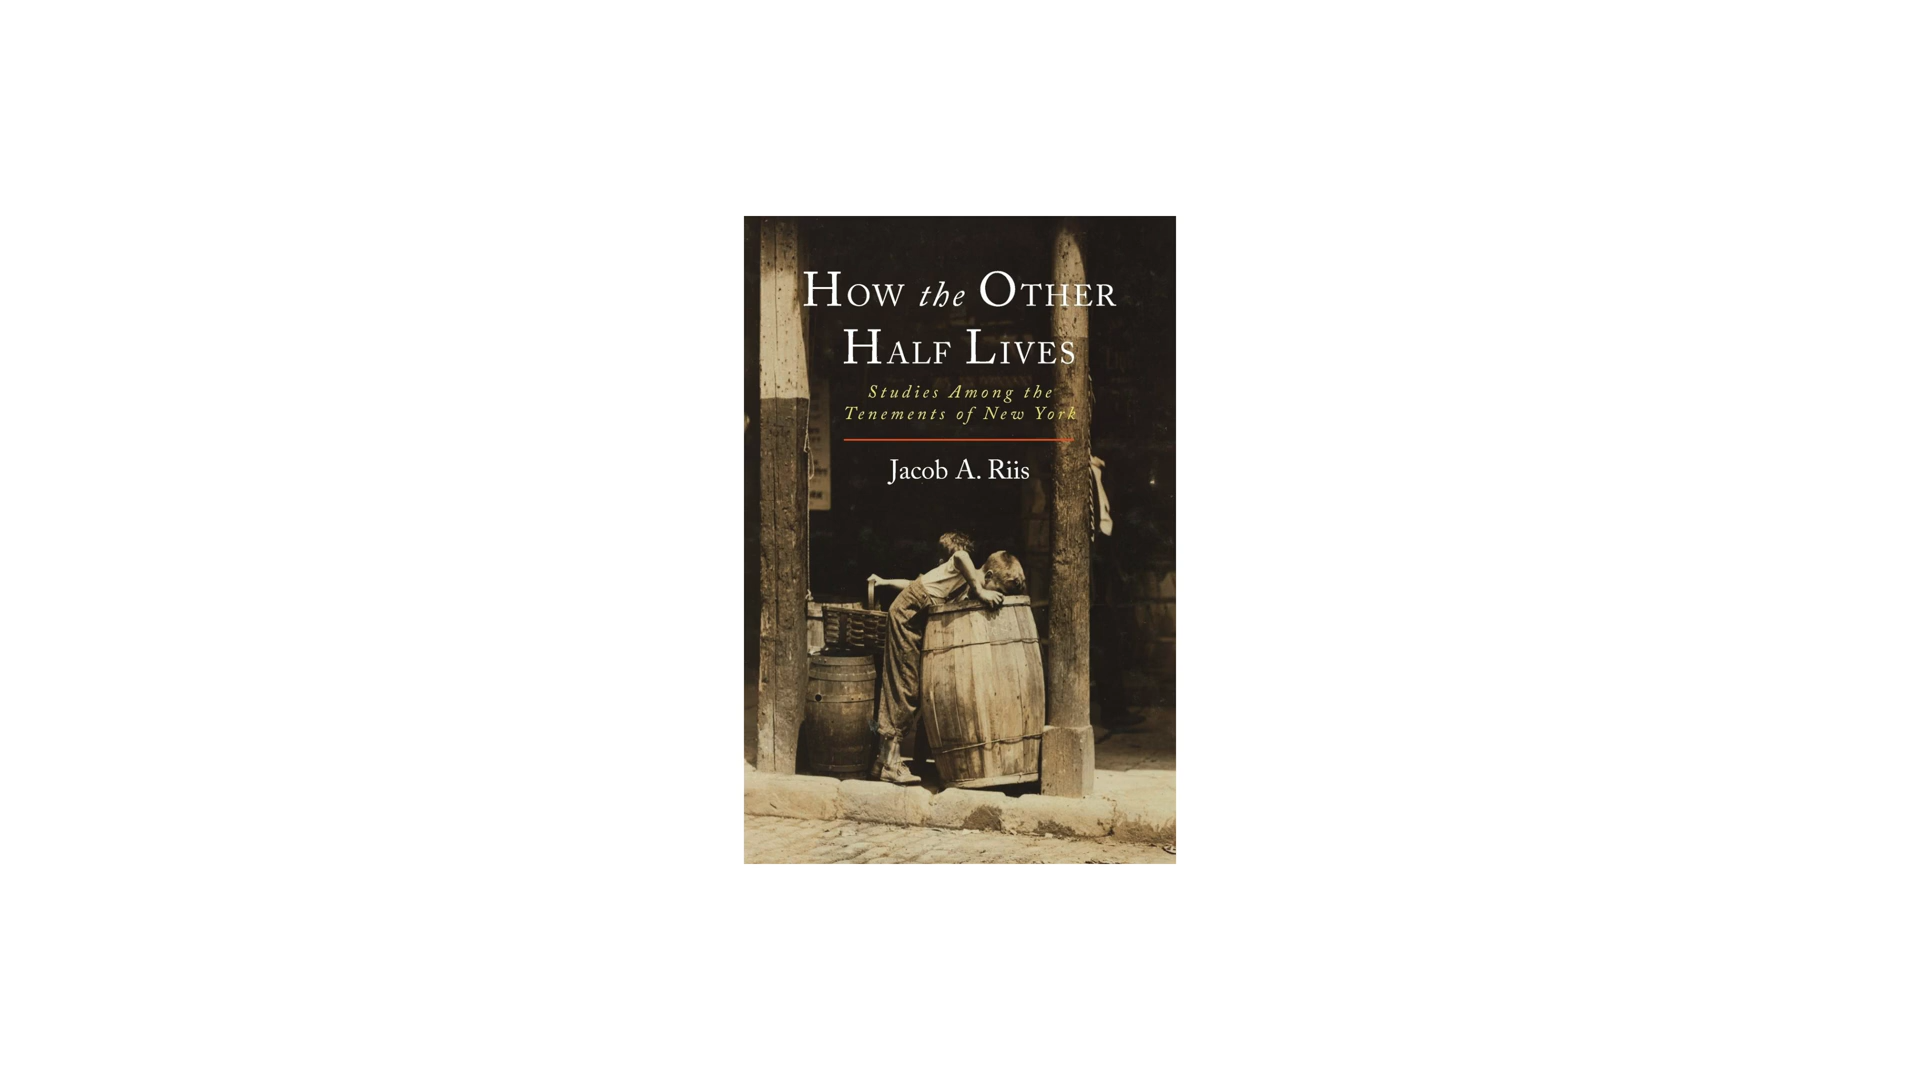 How the Other
Half Lives
Studies Among the
Tenements of New York
Jacob A. Riis